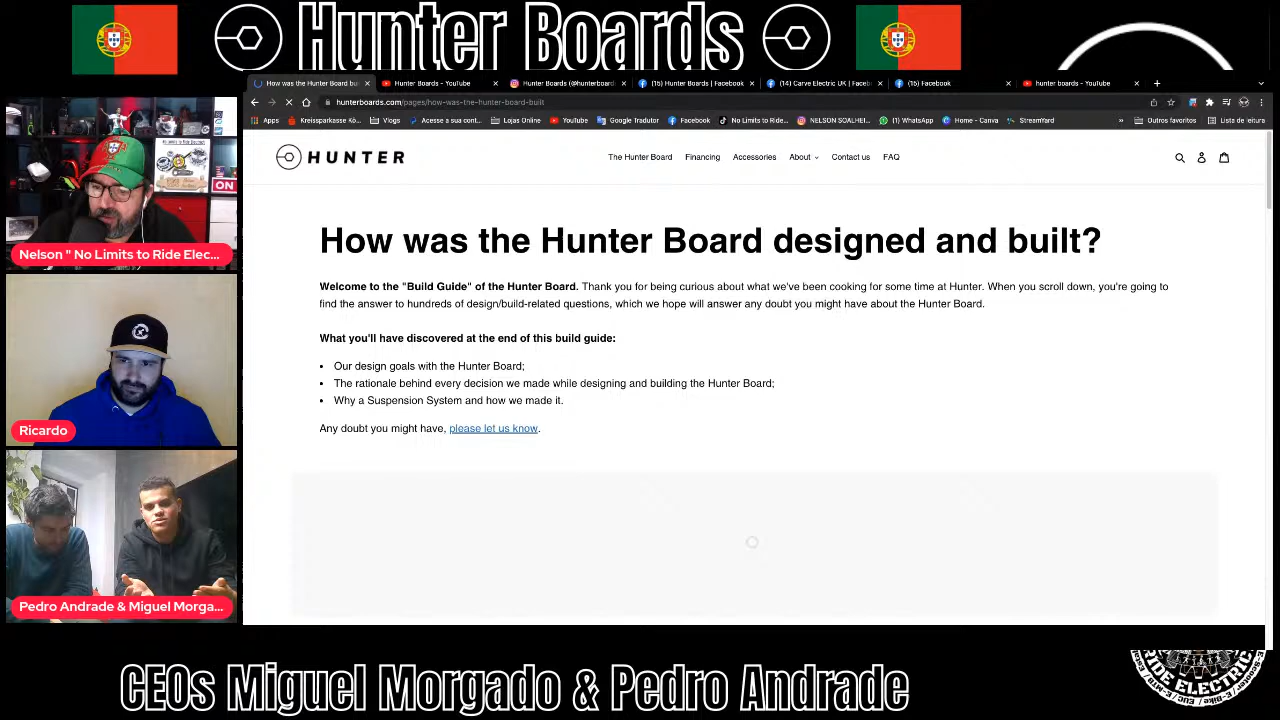 Hunter Boards
How was the Hunter Board bu
Hunter Boards - YouTube
Hunter Boards (@hunterboard
(15) Hunter Boards | Facebook
(14) Carve Electric UK | Faceb
(15) Facebook
hunter boards - YouTube
hunterboards.com/pages/how-was-the-hunter-board-built
Apps
Kreissparkasse Kö...
Vlogs
Acesse a sua cont...
Lojas Online
YouTube
Google Tradutor
Facebook
No Limits to Ride...
NELSON SOALHEI...
(1) WhatsApp
Home - Canva
StreamYard
»
Outros favoritos
Lista de leitura
HUNTER
The Hunter Board
Financing
Accessories
About
Contact us
FAQ
How was the Hunter Board designed and built?
Welcome to the "Build Guide" of the Hunter Board. Thank you for being curious about what we've been cooking for some time at Hunter. When you scroll down, you're going to
find the answer to hundreds of design/build-related questions, which we hope will answer any doubt you might have about the Hunter Board.
What you'll have discovered at the end of this build guide:
• Our design goals with the Hunter Board;
• The rationale behind every decision we made while designing and building the Hunter Board;
• Why a Suspension System and how we made it.
Any doubt you might have, please let us know.
ON
Nelson " No Limits to Ride Elec...
Ricardo
Pedro Andrade & Miguel Morga...
CEOs Miguel Morgado & Pedro Andrade
RIDE ELECTRIC